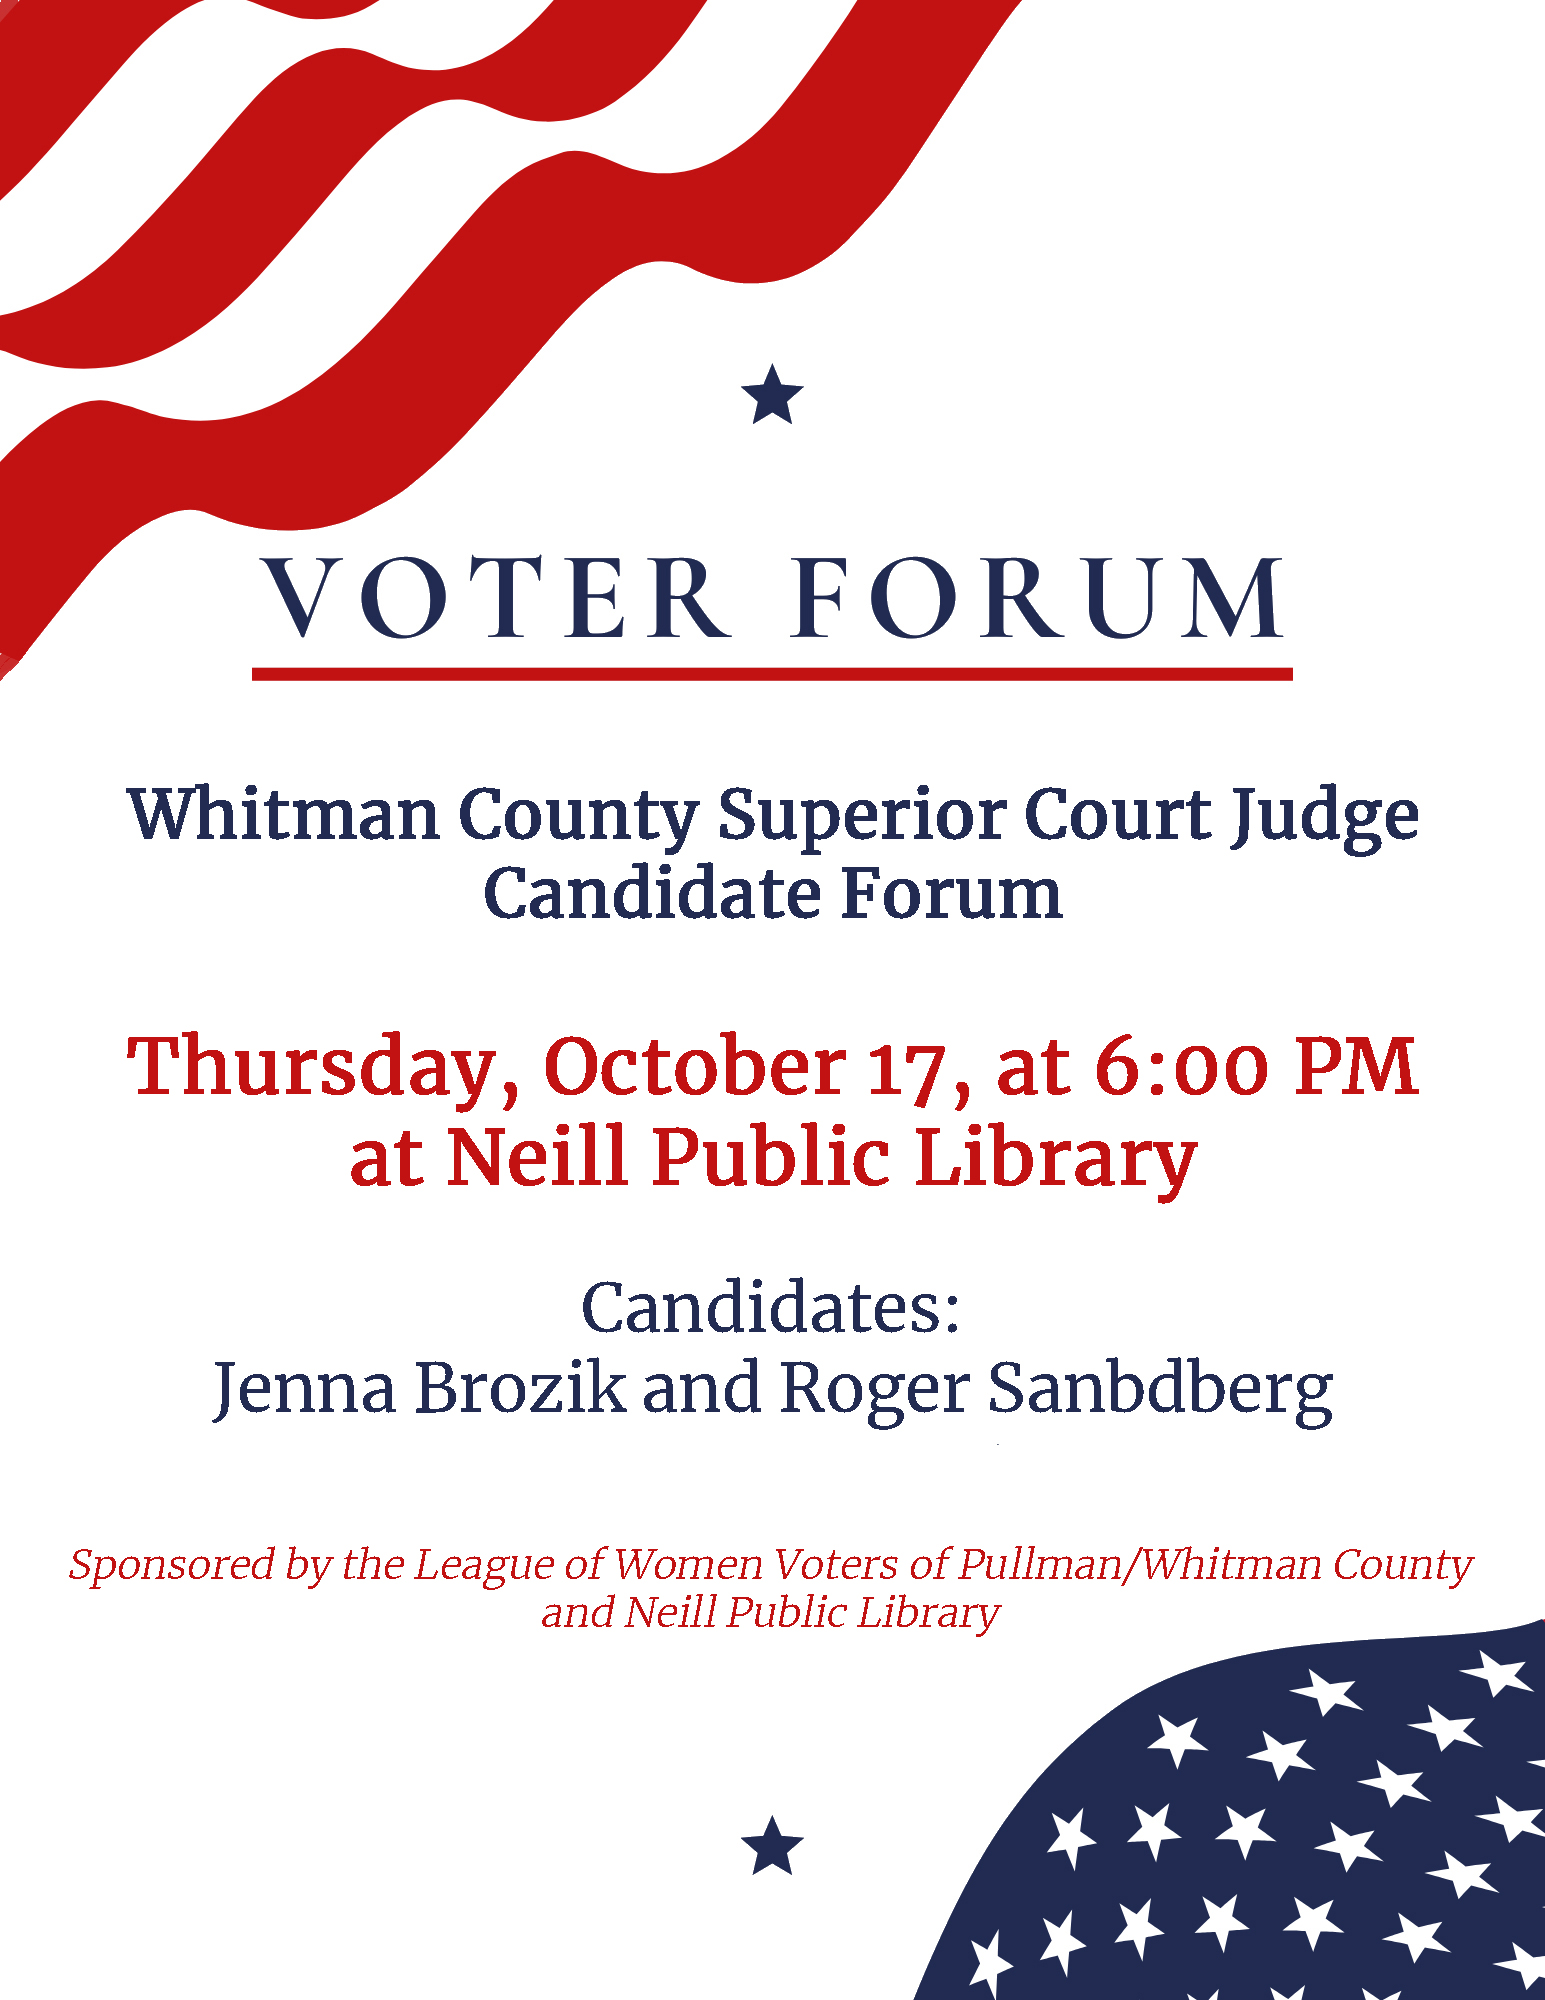 VOTER FORUM
Whitman County Superior Court Judge
Candidate Forum
Thursday, October 17, at 6:00 PM
at Neill Public Library
Candidates:
Jenna Brozik and Roger Sanbdberg
Sponsored by the League of Women Voters of Pullman/Whitman County
and Neill Public Library